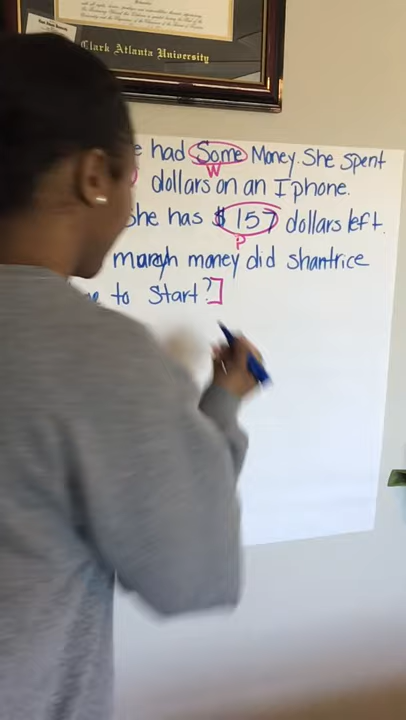 Clark Atlanta University
e had Some Money. She spent
W
dollars on an Iphone.
she has $157 dollars left.
P
money did shantrice
to Start?]